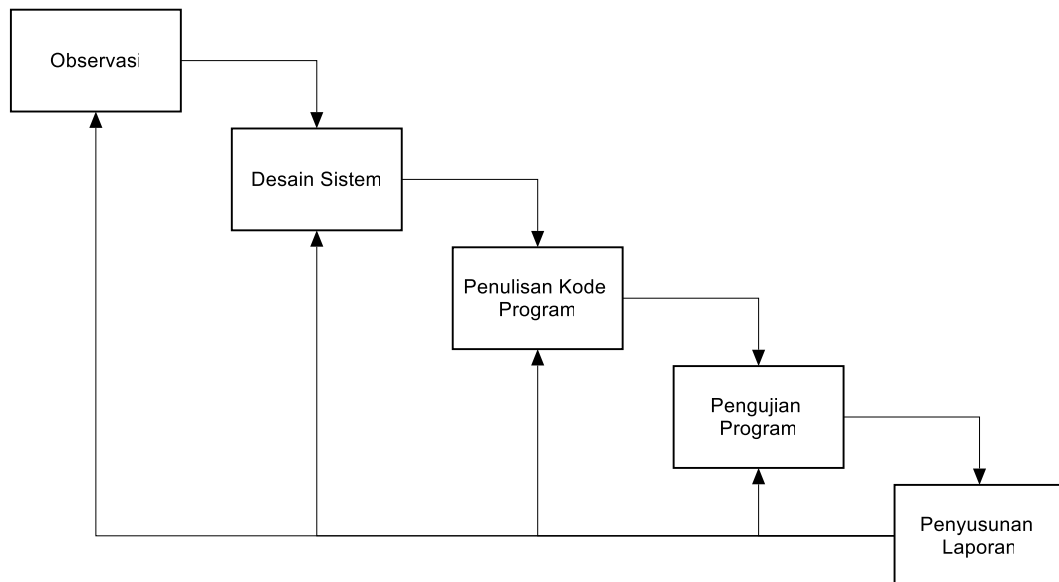 Observasi
Desain Sistem
Penulisan Kode
Program
Pengujian
Program
Penyusunan
Laporan